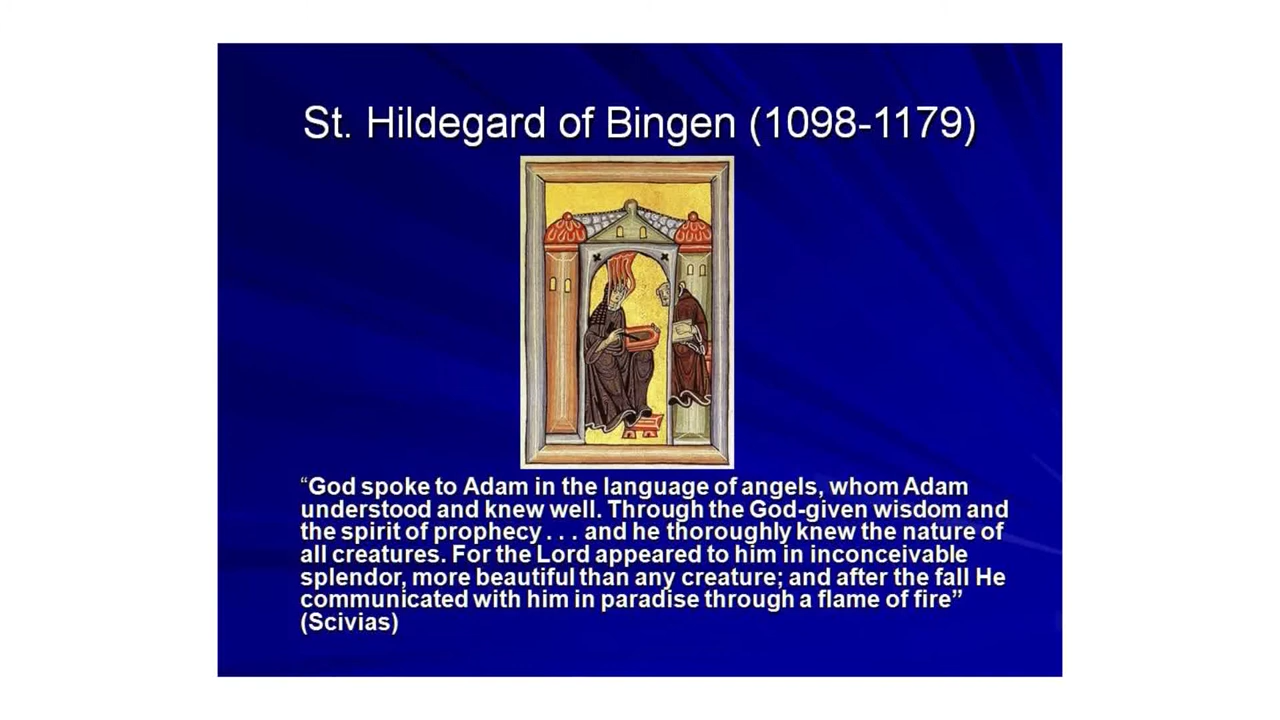 St. Hildegard of Bingen (1098-1179)
“God spoke to Adam in the language of angels, whom Adam
understood and knew well. Through the God-given wisdom and
the spirit of prophecy . . . and he thoroughly knew the nature of
all creatures. For the Lord appeared to him in inconceivable
splendor, more beautiful than any creature; and after the fall He
communicated with him in paradise through a flame of fire”
(Scivias)